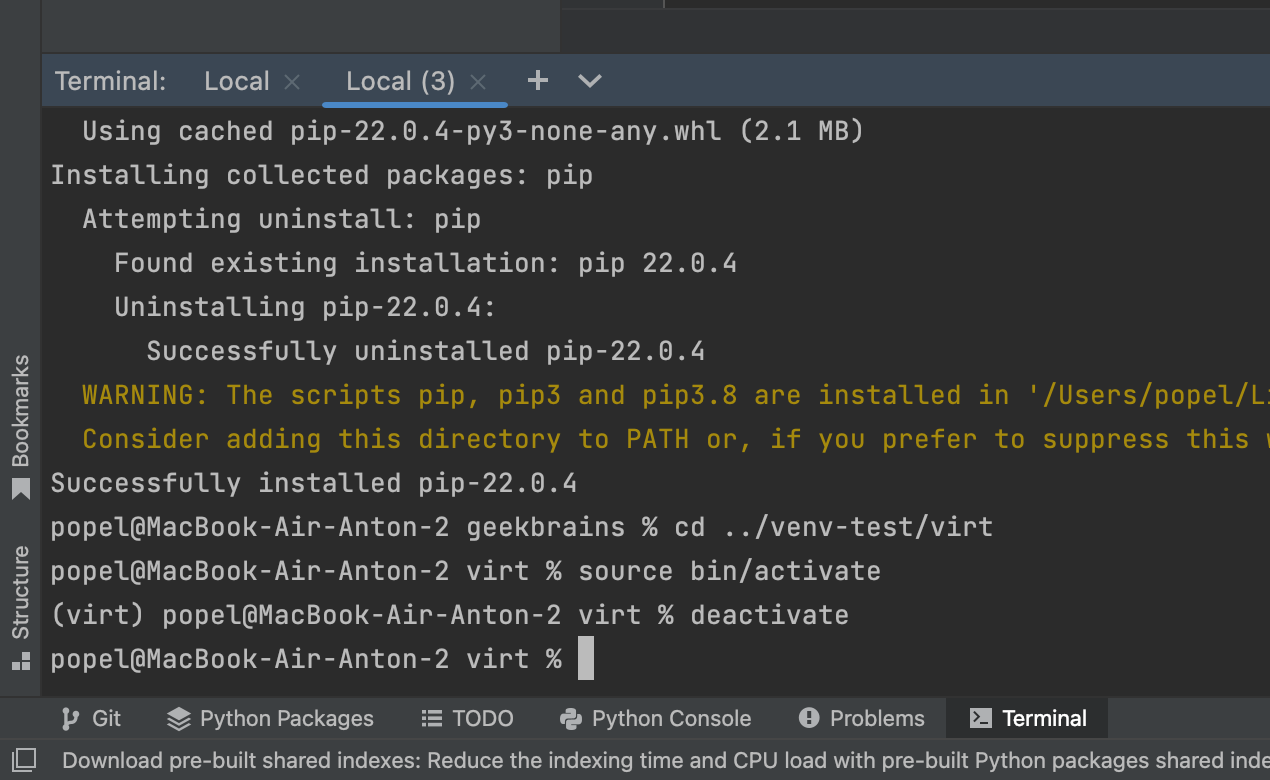 Terminal: Local Local (3)
Using cached pip-22.0.4-py3-none-any.whl (2.1 MB)
Installing collected packages: pip
Attempting uninstall: pip
Found existing installation: pip 22.0.4
Uninstalling pip-22.0.4:
Successfully uninstalled pip-22.0.4
WARNING: The scripts pip, pip3 and pip3.8 are installed in '/Users/popel/L
Consider adding this directory to PATH or, if you prefer to suppress this
Successfully installed pip-22.0.4
popel@MacBook-Air-Anton-2 geekbrains % cd ../venv-test/virt
popel@MacBook-Air-Anton-2 virt % source bin/activate
(virt) popel@MacBook-Air-Anton-2 virt % deactivate
popel@MacBook-Air-Anton-2 virt %
Bookmarks
Structure
Git Python Packages TODO Python Console Problems Terminal
Download pre-built shared indexes: Reduce the indexing time and CPU load with pre-built Python packages shared inde